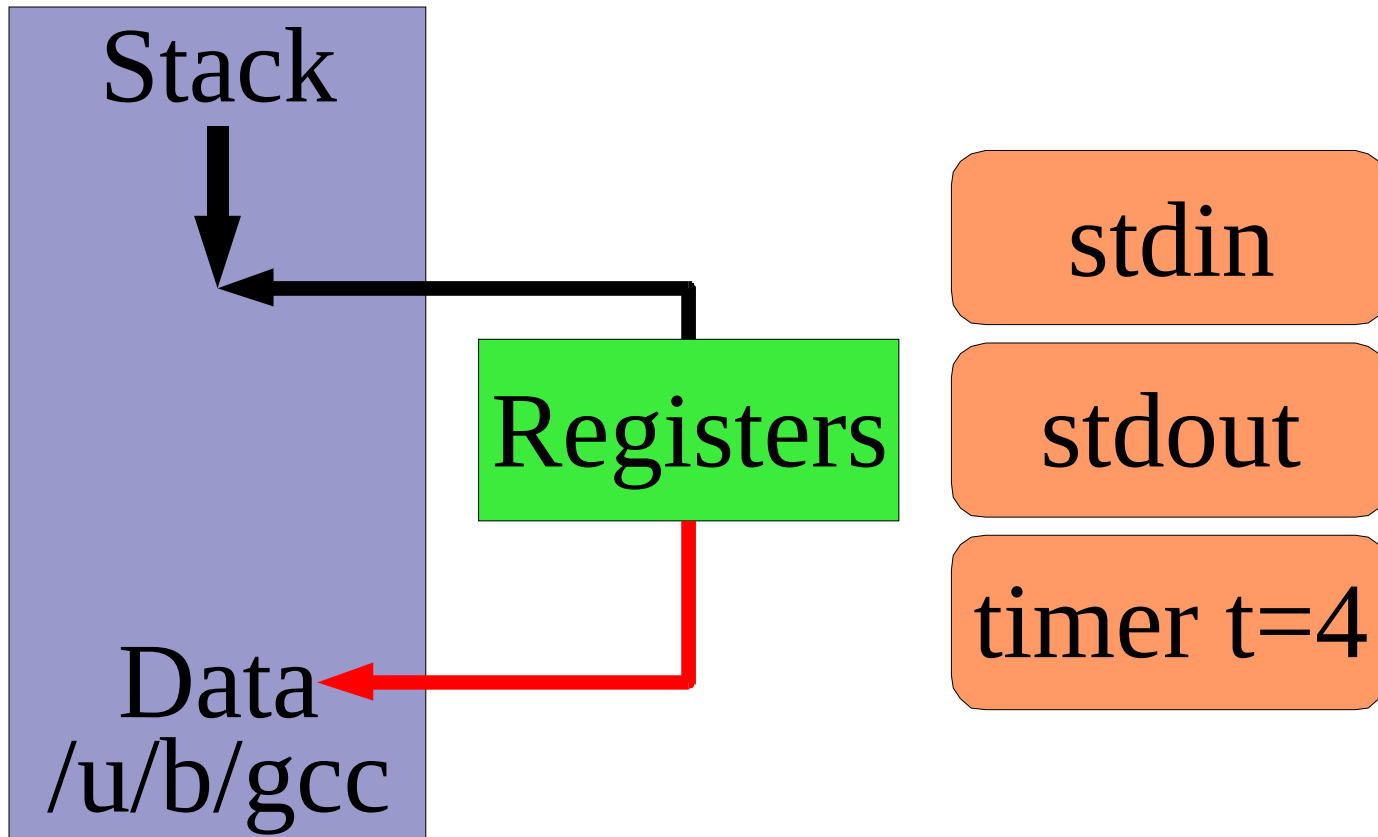 Stack
Registers
Data
/u/b/gcc
stdin
stdout
timer t=4